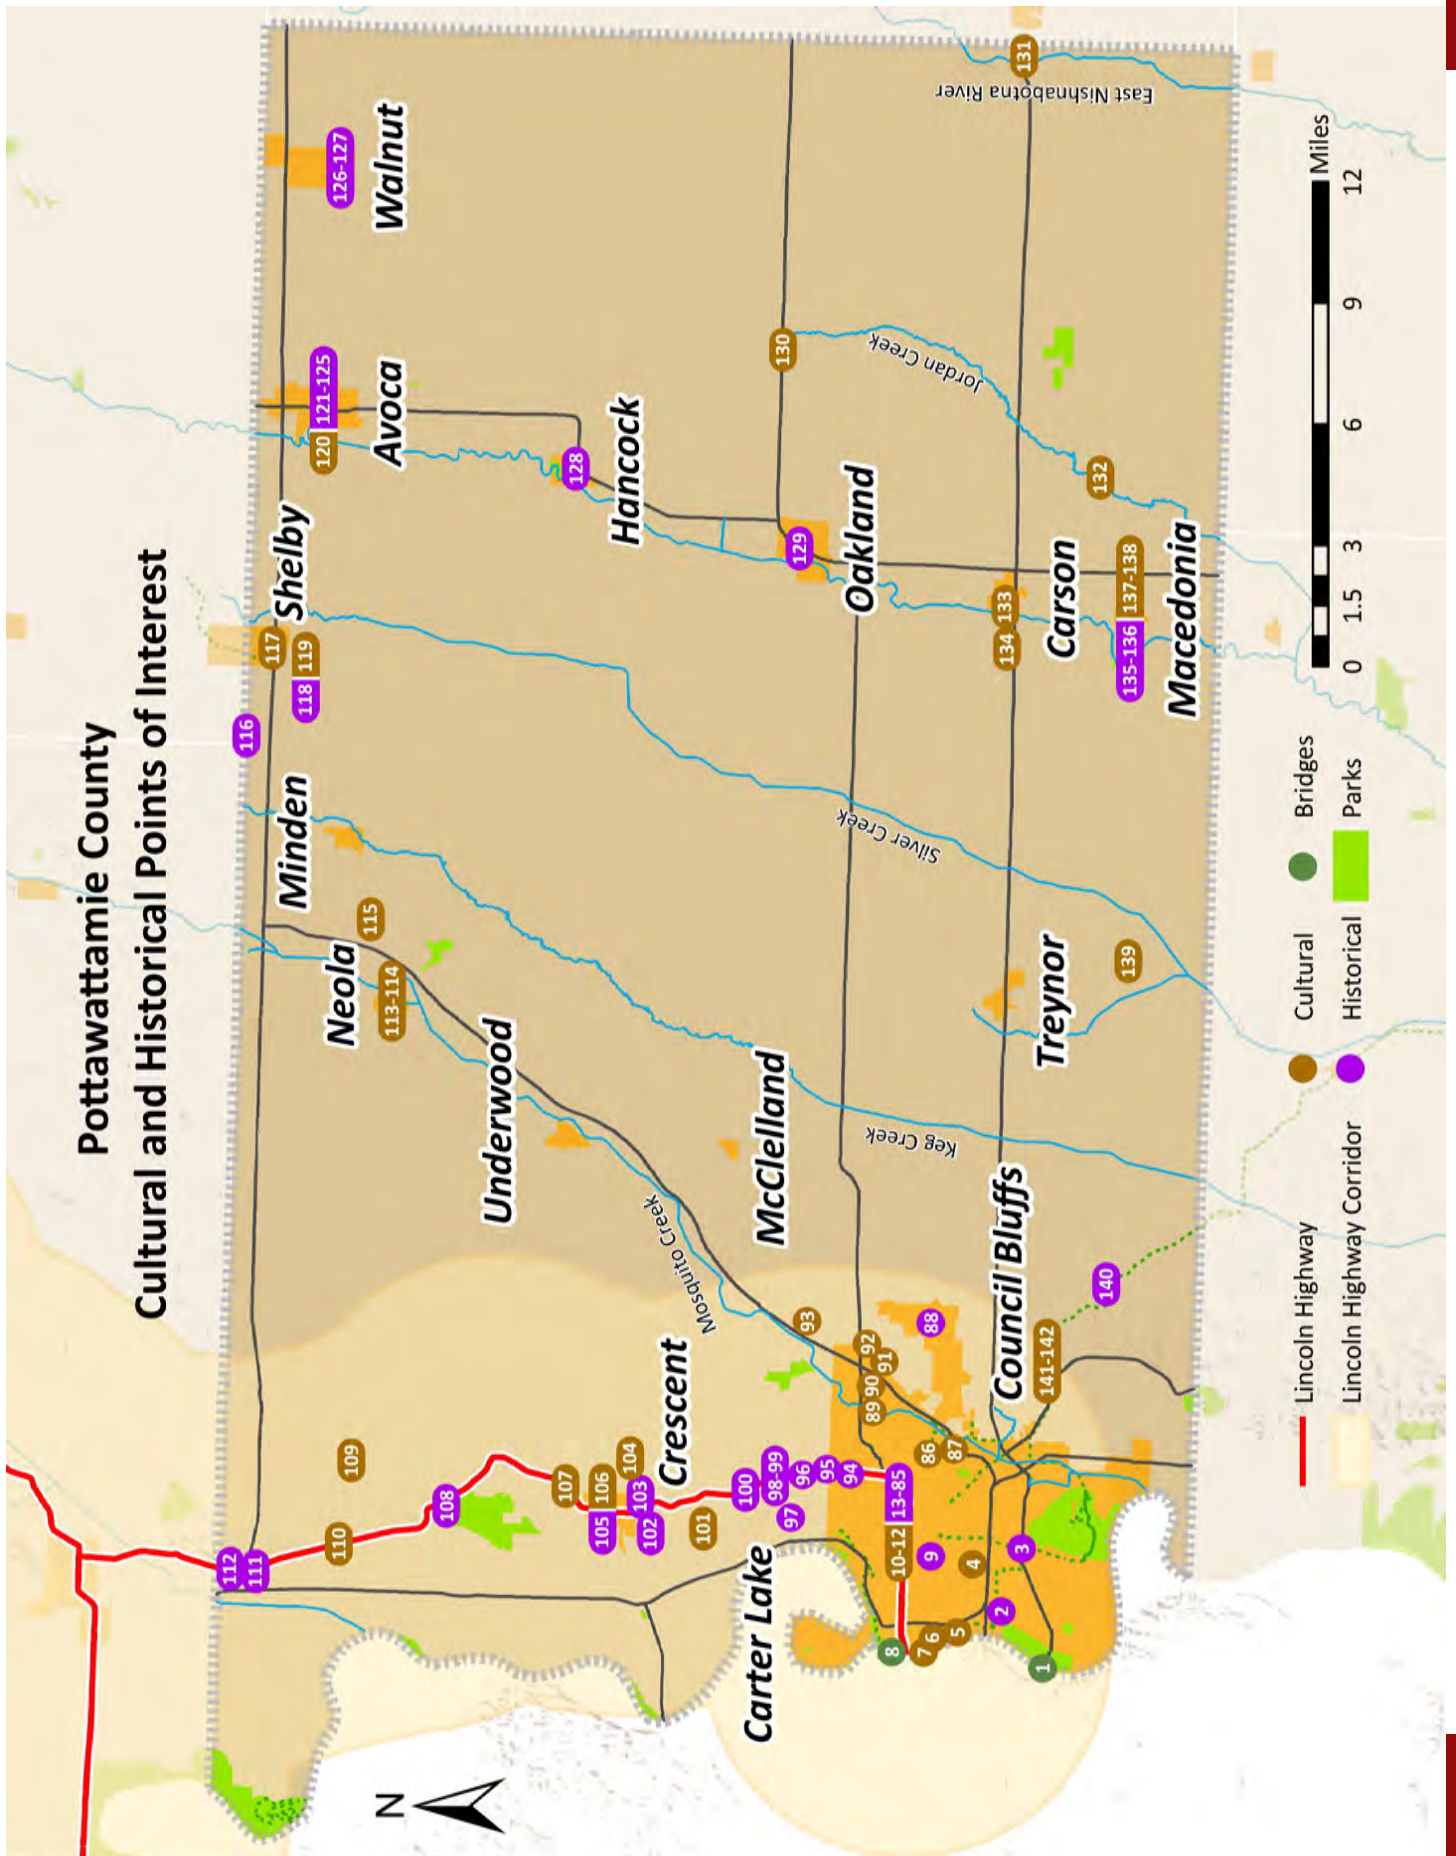 Pottawattamie County
Cultural and Historical Points of Interest
N
112
111
110
109
108
107
105
106
104
103
102
101
Crescent
100
98-99
97
96
95
94
Carter Lake
8
7
6
5
10-12
13-85
9
4
2
3
1
86
87
89
90
91
92
93
88
Council Bluffs
141-142
140
Mosquito Creek
McClelland
Keg Creek
Underwood
Neola
113-114
115
Minden
116
117
118
119
Shelby
Silver Creek
Treynor
139
120
121-125
Avoca
126-127
Walnut
128
Hancock
129
Oakland
130
Jordan Creek
131
East Nishnabotna River
132
134
133
Carson
135-136
137-138
Macedonia
Lincoln Highway
Lincoln Highway Corridor
Cultural
Historical
Bridges
Parks
0
1.5
3
6
9
12
Miles